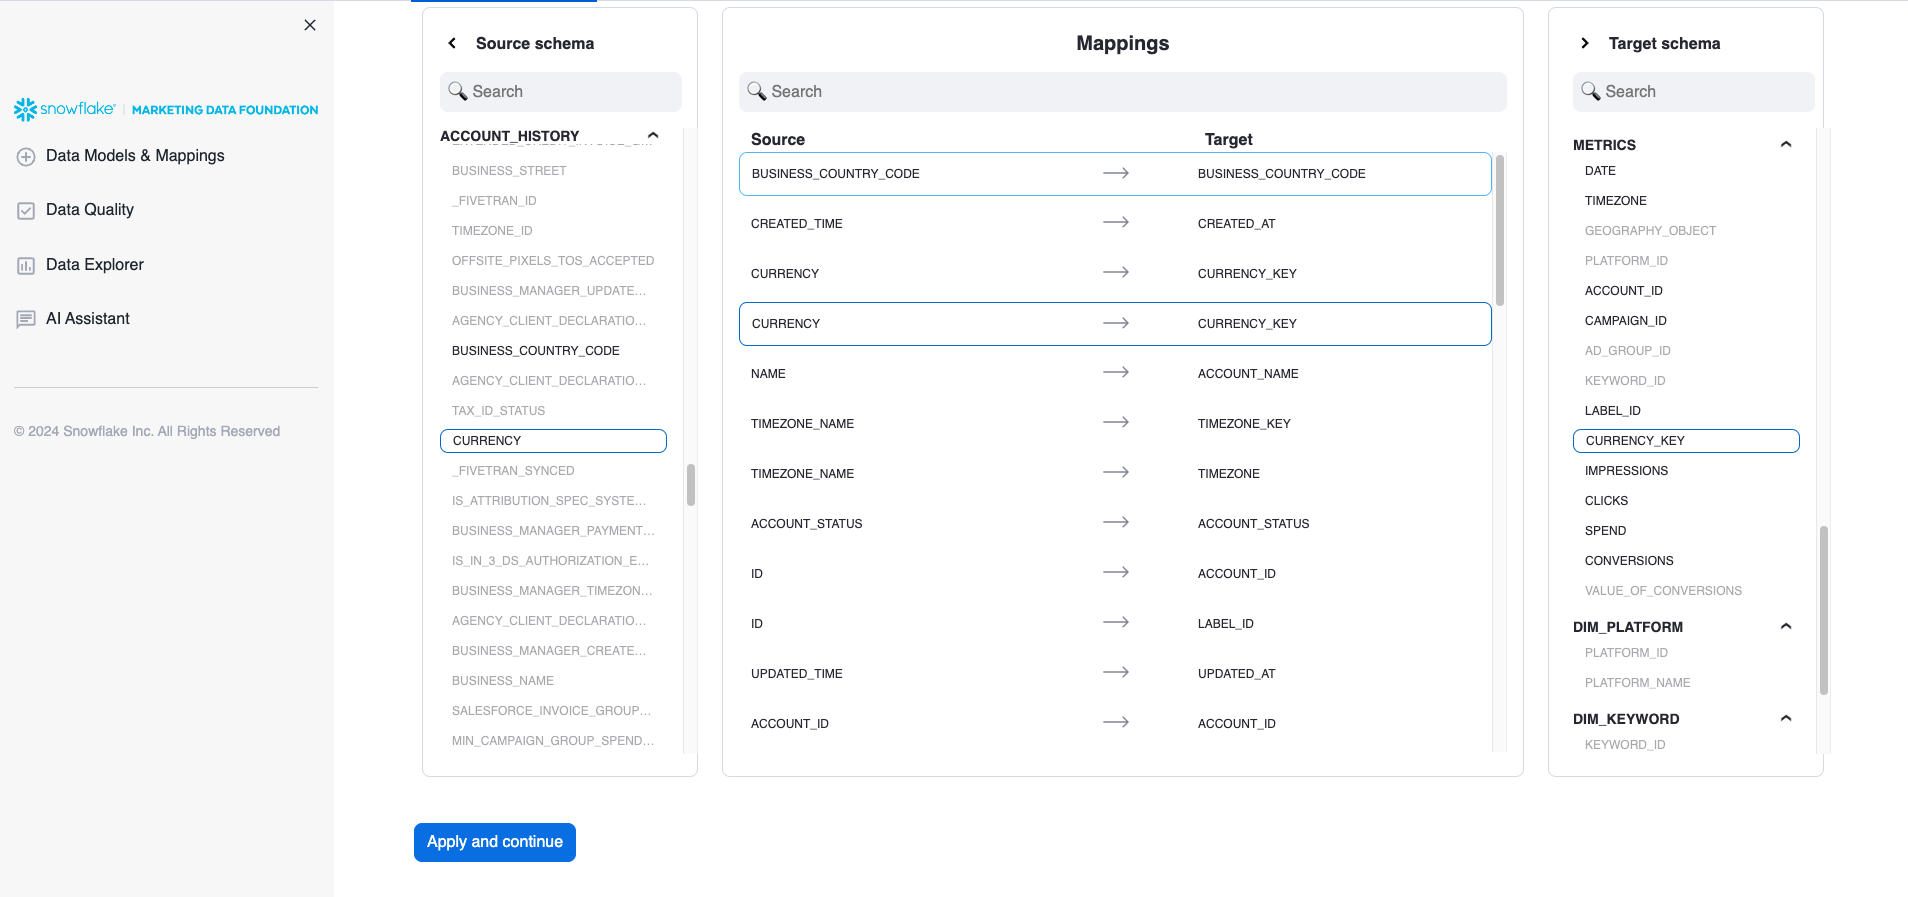 snowflake® | MARKETING DATA FOUNDATION
Data Models & Mappings
Data Quality
Data Explorer
AI Assistant
© 2024 Snowflake Inc. All Rights Reserved
Source schema
Search
ACCOUNT_HISTORY
BUSINESS_STREET
_FIVETRAN_ID
TIMEZONE_ID
OFFSITE_PIXELS_TOS_ACCEPTED
BUSINESS_MANAGER_UPDATE...
AGENCY_CLIENT_DECLARATIO...
BUSINESS_COUNTRY_CODE
AGENCY_CLIENT_DECLARATIO...
TAX_ID_STATUS
CURRENCY
_FIVETRAN_SYNCED
IS_ATTRIBUTION_SPEC_SYSTE...
BUSINESS_MANAGER_PAYMENT...
IS_IN_3_DS_AUTHORIZATION_E...
BUSINESS_MANAGER_TIMEZON...
AGENCY_CLIENT_DECLARATIO...
BUSINESS_MANAGER_CREATE...
BUSINESS_NAME
SALESFORCE_INVOICE_GROUP...
MIN_CAMPAIGN_GROUP_SPEND...
Mappings
Search
Source Target
BUSINESS_COUNTRY_CODE → BUSINESS_COUNTRY_CODE
CREATED_TIME → CREATED_AT
CURRENCY → CURRENCY_KEY
CURRENCY → CURRENCY_KEY
NAME → ACCOUNT_NAME
TIMEZONE_NAME → TIMEZONE_KEY
TIMEZONE_NAME → TIMEZONE
ACCOUNT_STATUS → ACCOUNT_STATUS
ID → ACCOUNT_ID
ID → LABEL_ID
UPDATED_TIME → UPDATED_AT
ACCOUNT_ID → ACCOUNT_ID
Target schema
Search
METRICS
DATE
TIMEZONE
GEOGRAPHY_OBJECT
PLATFORM_ID
ACCOUNT_ID
CAMPAIGN_ID
AD_GROUP_ID
KEYWORD_ID
LABEL_ID
CURRENCY_KEY
IMPRESSIONS
CLICKS
SPEND
CONVERSIONS
VALUE_OF_CONVERSIONS
DIM_PLATFORM
PLATFORM_ID
PLATFORM_NAME
DIM_KEYWORD
KEYWORD_ID
Apply and continue